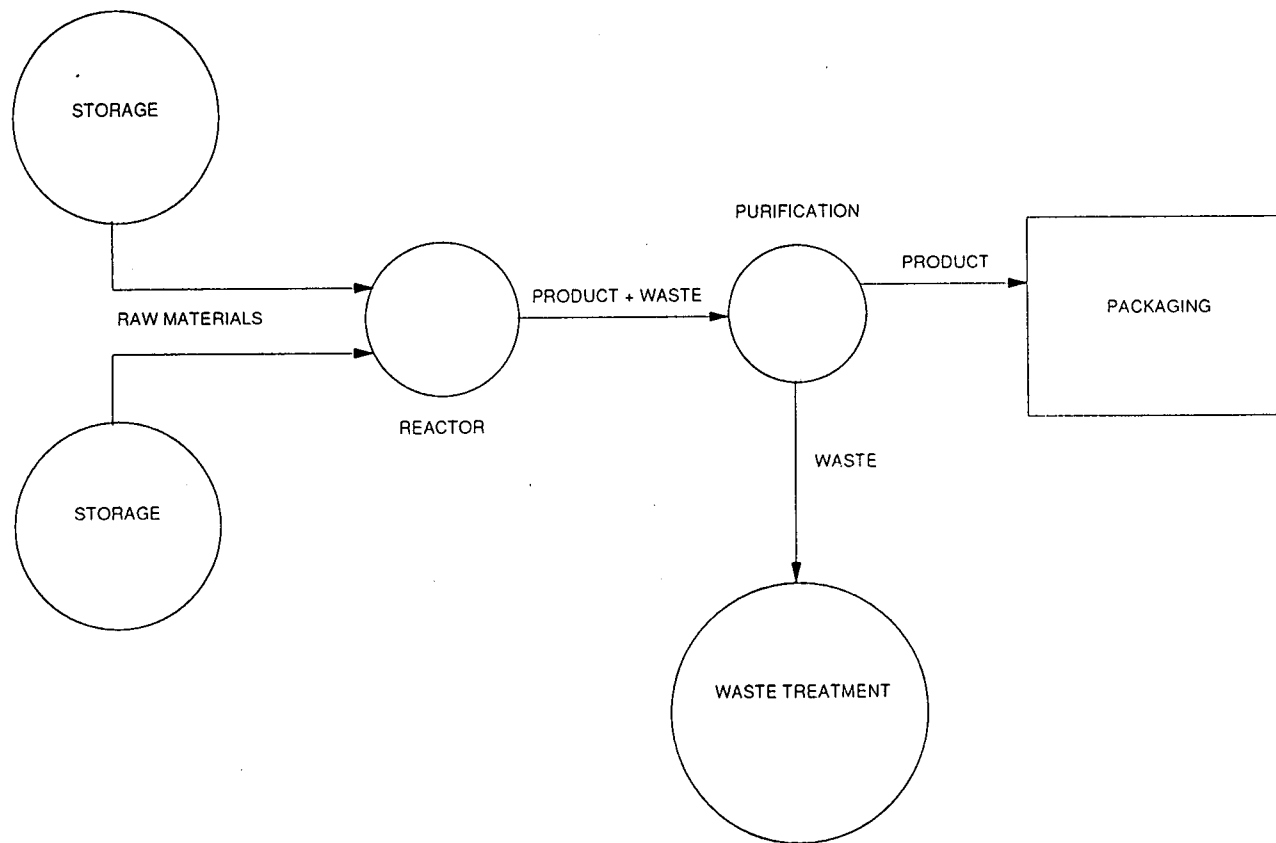 STORAGE
PURIFICATION
PRODUCT
PRODUCT + WASTE
PACKAGING
RAW MATERIALS
REACTOR
WASTE
STORAGE
WASTE TREATMENT